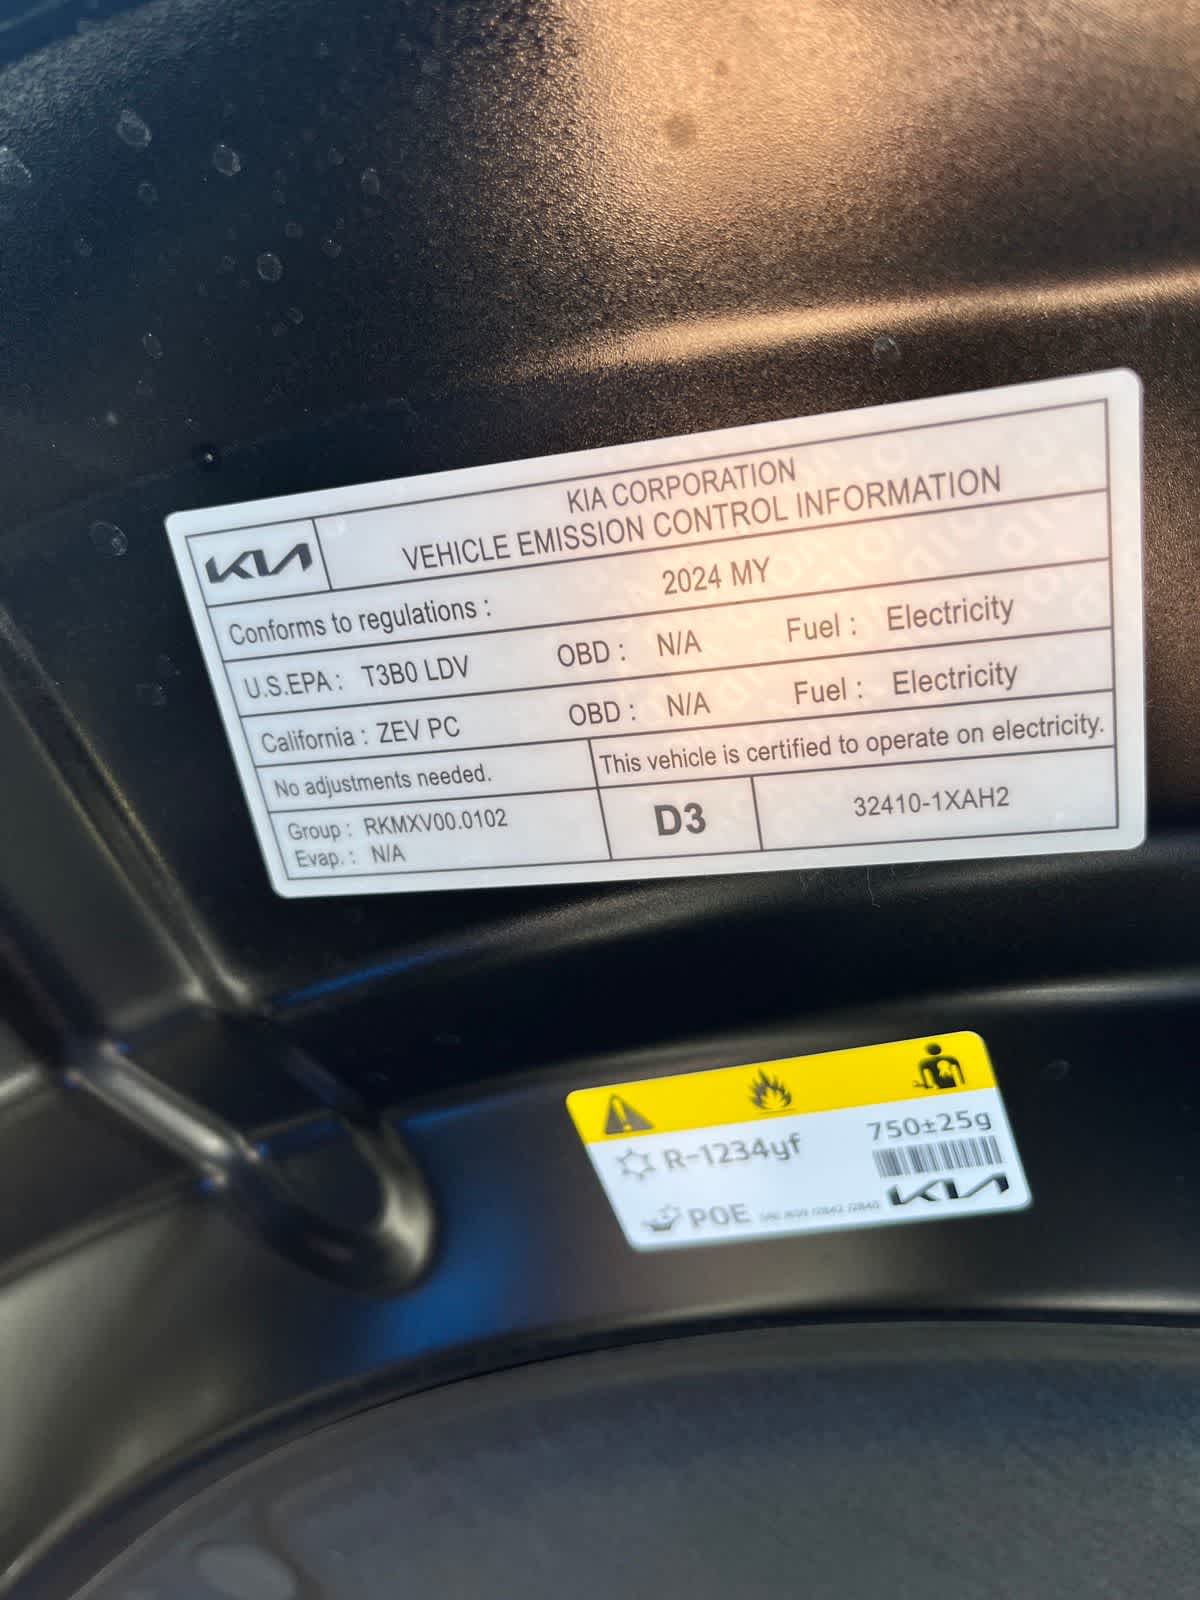 KIA
KIA CORPORATION
VEHICLE EMISSION CONTROL INFORMATION
Conforms to regulations : 2024 MY
U.S.EPA : T3B0 LDV OBD : N/A Fuel : Electricity
California : ZEV PC OBD : N/A Fuel : Electricity
No adjustments needed. This vehicle is certified to operate on electricity.
Group : RKMXV00.0102
Evap. : N/A
D3
32410-1XAH2
R-1234yf 750±25g
POE
KIA